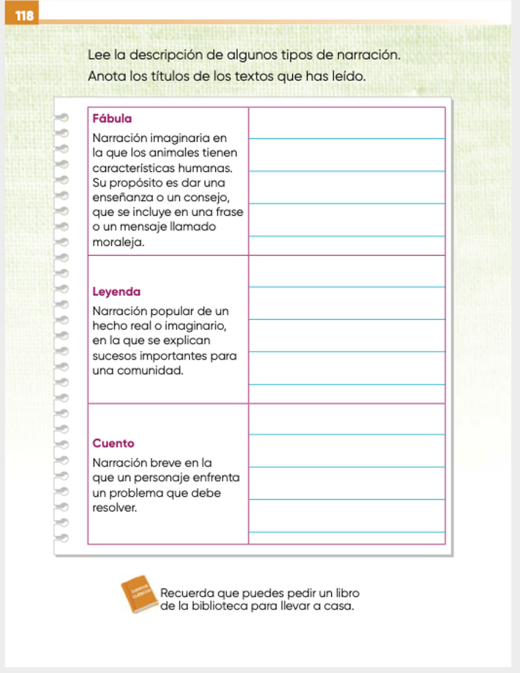 118
Lee la descripción de algunos tipos de narración.
Anota los títulos de los textos que has leído.
Fábula
Narración imaginaria en
la que los animales tienen
características humanas.
Su propósito es dar una
enseñanza o un consejo,
que se incluye en una frase
o un mensaje llamado
moraleja.
Leyenda
Narración popular de un
hecho real o imaginario,
en la que se explican
sucesos importantes para
una comunidad.
Cuento
Narración breve en la
que un personaje enfrenta
un problema que debe
resolver.
Recuerda que puedes pedir un libro
de la biblioteca para llevar a casa.